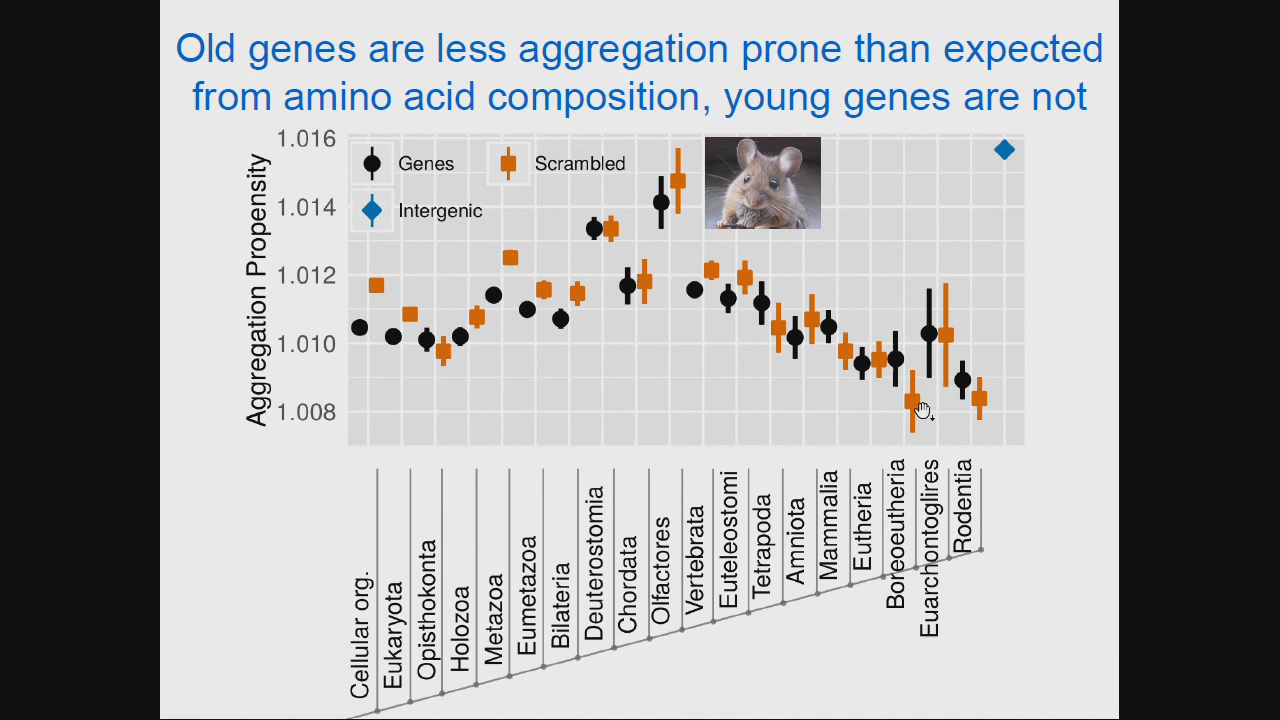 Old genes are less aggregation prone than expected
from amino acid composition, young genes are not
Aggregation Propensity
1.016
1.014
1.012
1.010
1.008
Genes
Scrambled
Intergenic
Cellular org.
Eukaryota
Opisthokonta
Holozoa
Metazoa
Eumetazoa
Bilateria
Deuterostomia
Chordata
Olfactores
Vertebrata
Euteleostomi
Tetrapoda
Amniota
Mammalia
Eutheria
Boreoeutheria
Euarchontoglires
Rodentia